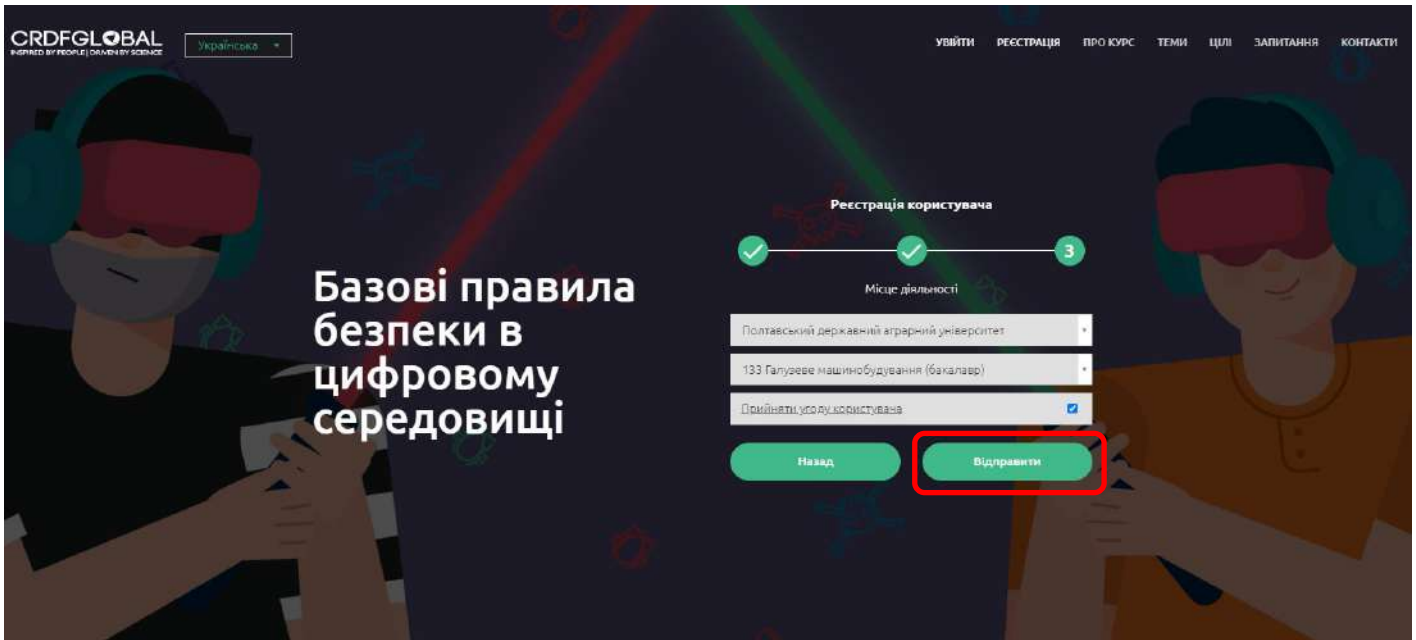 CRDFGLOBAL
INSPIRED BY PEOPLE | DRIVEN BY SCIENCE
Українська
УВІЙТИ РЕЄСТРАЦІЯ ПРО КУРС ТЕМИ ЦІЛІ ЗАПИТАННЯ КОНТАКТИ
Базові правила
безпеки в
цифровому
середовищі
Реєстрація користувача
3
Місце діяльності
Полтавський державний аграрний університет
133 Галузеве машинобудування (бакалавр)
Прийняти угоду користувача
Назад Відправити